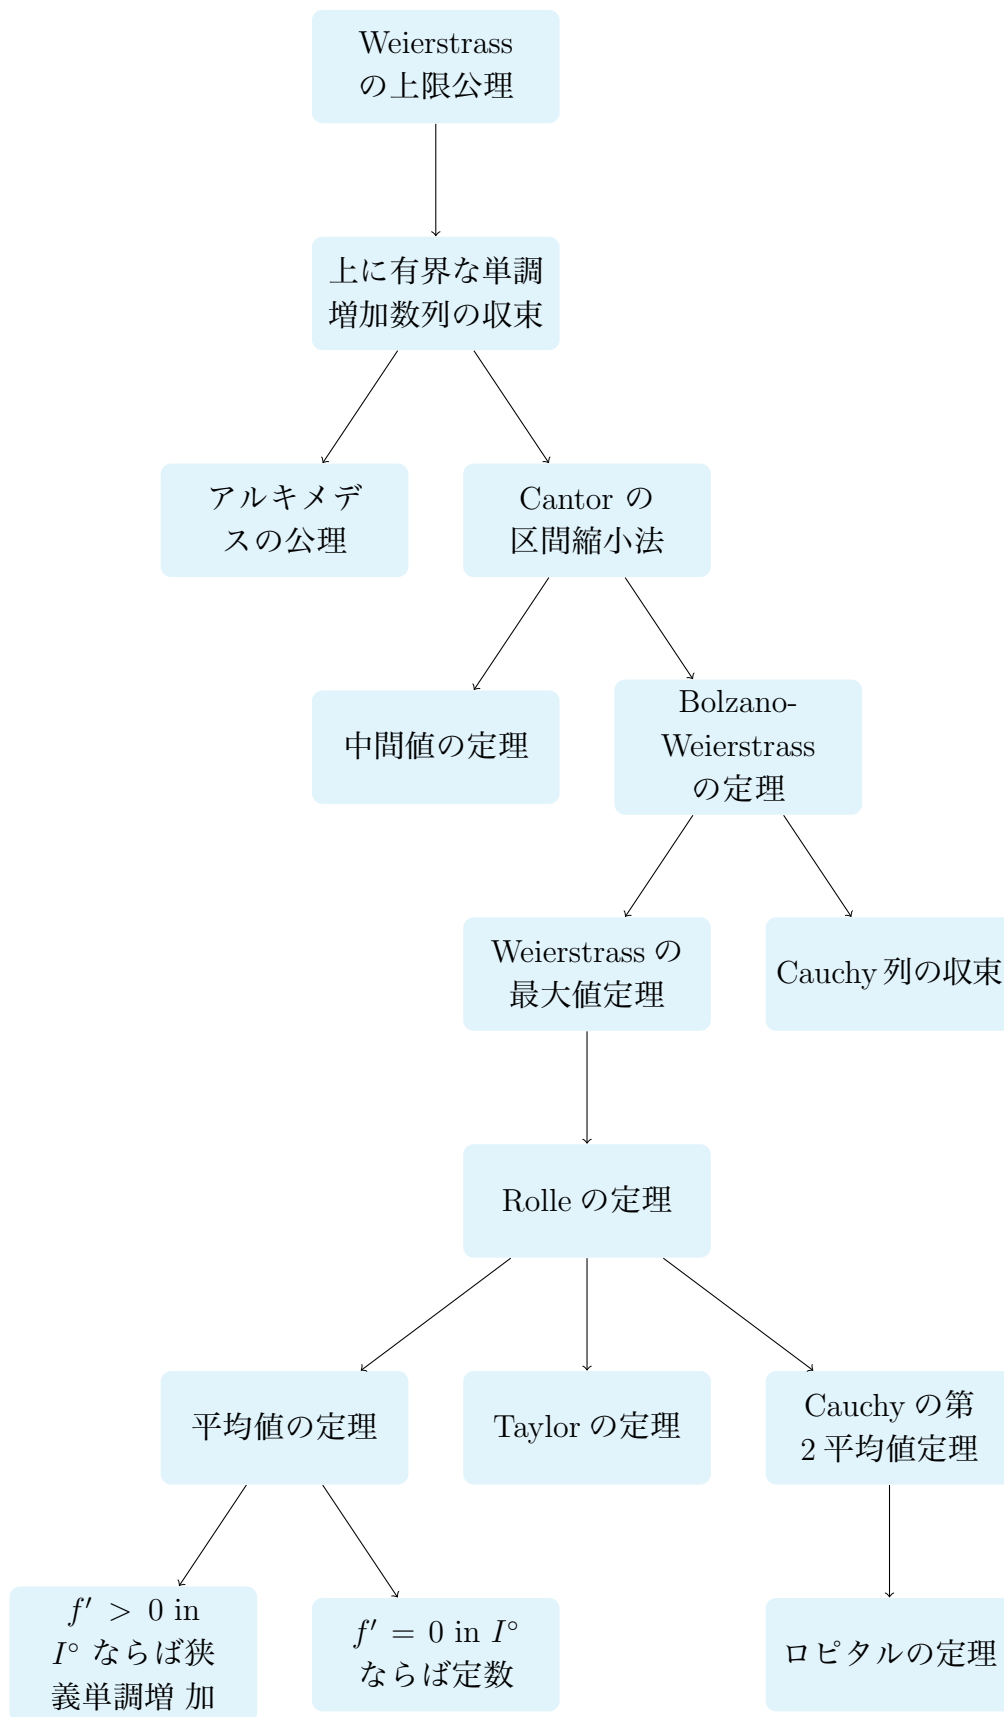 Weierstrass
の上限公理
上に有界な単調
増加数列の収束
アルキメデ
スの公理
Cantor の
区間縮小法
中間値の定理
Bolzano-
Weierstrass
の定理
Weierstrass の
最大値定理
Cauchy 列の収束
Rolle の定理
平均値の定理
Taylor の定理
Cauchy の第
2 平均値定理
f′ > 0 in
I° ならば狭
義単調増 加
f′ = 0 in I°
ならば定数
ロピタルの定理